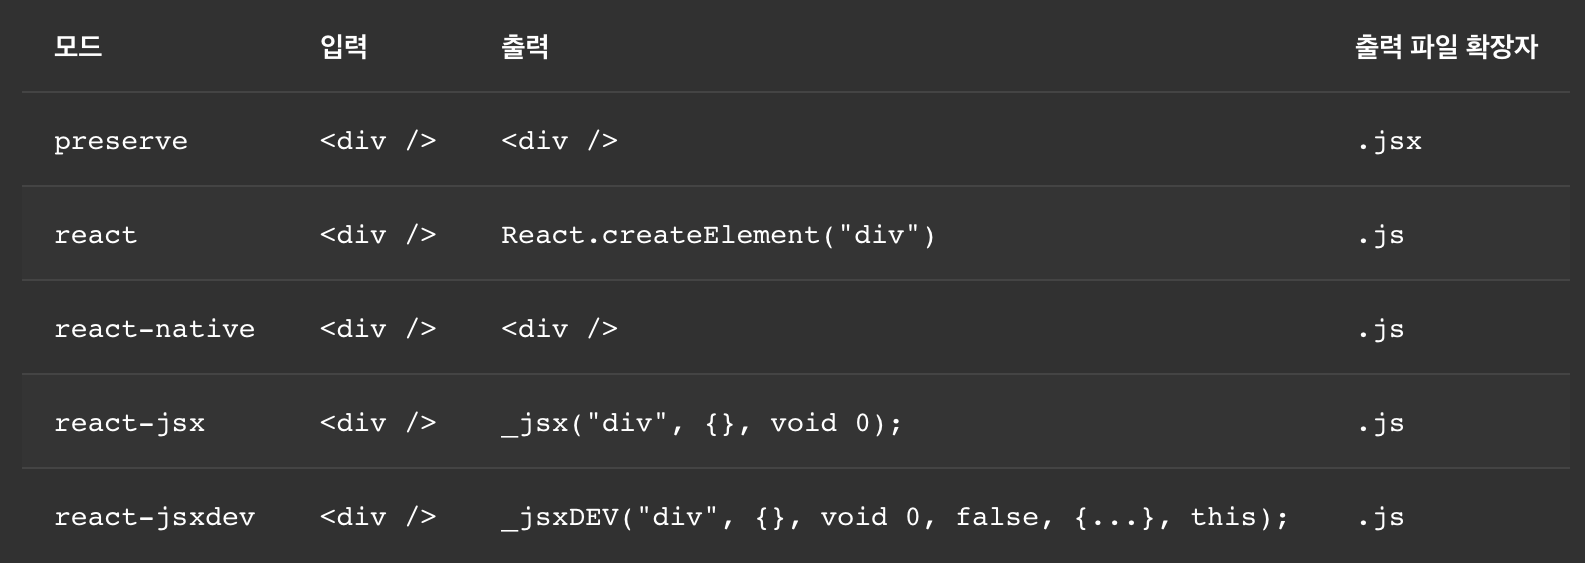 모드 입력 출력 출력 파일 확장자
preserve <div /> <div /> .jsx
react <div /> React.createElement("div") .js
react-native <div /> <div /> .js
react-jsx <div /> _jsx("div", {}, void 0); .js
react-jsxdev <div /> _jsxDEV("div", {}, void 0, false, {...}, this); .js